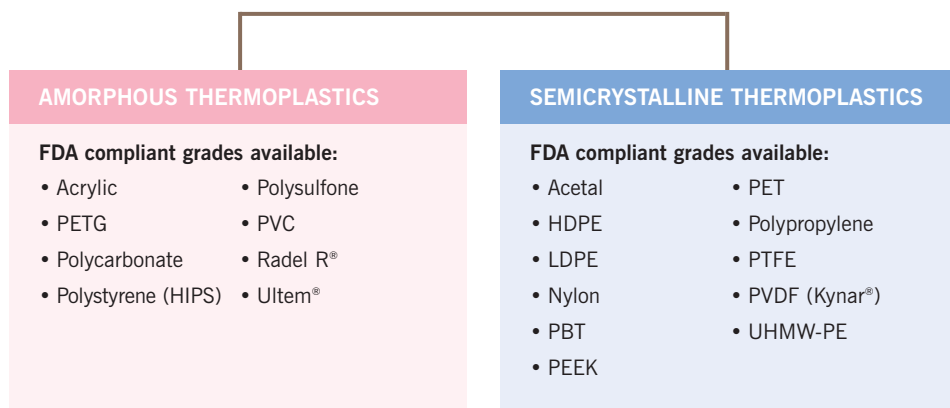 AMORPHOUS THERMOPLASTICS
FDA compliant grades available:
• Acrylic
• PETG
• Polycarbonate
• Polystyrene (HIPS)
• Polysulfone
• PVC
• Radel R®
• Ultem®
SEMICRYSTALLINE THERMOPLASTICS
FDA compliant grades available:
• Acetal
• HDPE
• LDPE
• Nylon
• PBT
• PEEK
• PET
• Polypropylene
• PTFE
• PVDF (Kynar®)
• UHMW-PE